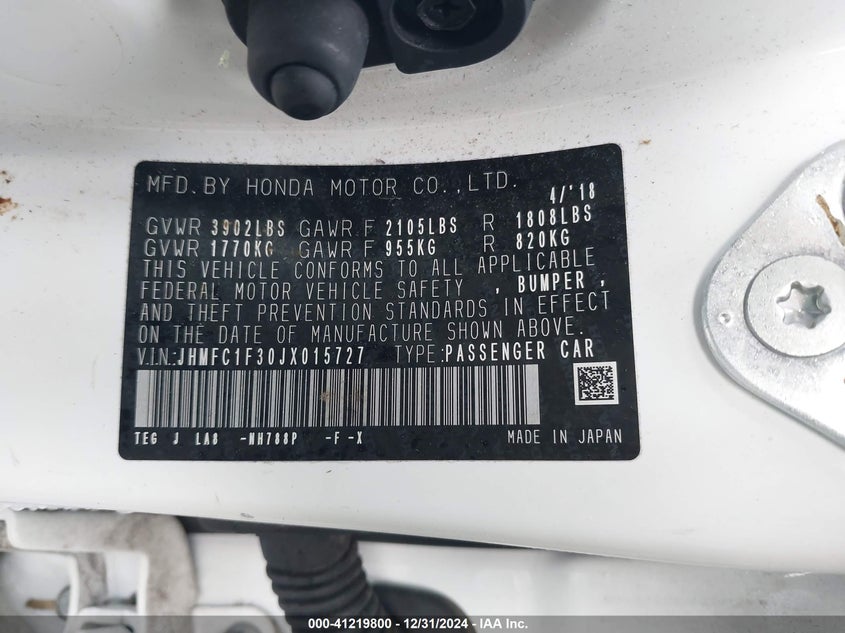 MFD. BY HONDA MOTOR CO.,LTD. 4/'18
GVWR 3902LBS GAWR F 2105LBS R 1808LBS
GVWR 1770KG GAWR F 955KG R 820KG
THIS VEHICLE CONFORMS TO ALL APPLICABLE
FEDERAL MOTOR VEHICLE SAFETY , BUMPER ,
AND THEFT PREVENTION STANDARDS IN EFFECT
ON THE DATE OF MANUFACTURE SHOWN ABOVE.
V.I.N:JHMFC1F30JX015727 TYPE:PASSENGER CAR
TEG J LA8 -NH788P -F -X MADE IN JAPAN
000-41219800 - 12/31/2024 - IAA Inc.